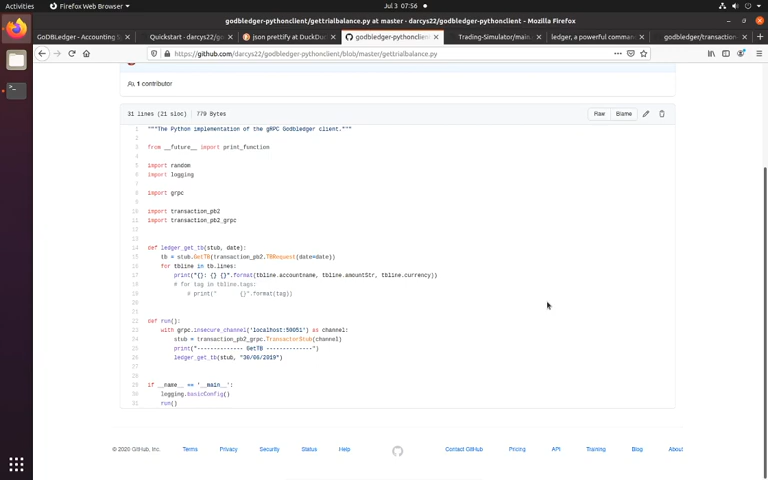 Activities Firefox Web Browser Jul 3 07:56
godbledger-pythonclient/gettrialbalance.py at master · darcys22/godbledger-pythonclient - Mozilla Firefox
GoDBLedger - Accounting S Quickstart - darcys22/go json prettify at DuckDu godbledger-pythonclient Trading-Simulator/main. ledger, a powerful comman godbledger/transaction
https://github.com/darcys22/godbledger-pythonclient/blob/master/gettrialbalance.py
1 contributor
31 lines (21 sloc) 779 Bytes Raw Blame
1 """The Python implementation of the gRPC Godbledger client."""
2
3 from __future__ import print_function
4
5 import random
6 import logging
7
8 import grpc
9
10 import transaction_pb2
11 import transaction_pb2_grpc
12
13
14 def ledger_get_tb(stub, date):
15 tb = stub.GetTB(transaction_pb2.TBRequest(date=date))
16 for tbline in tb.lines:
17 print("{}: {} {}".format(tbline.accountname, tbline.amountStr, tbline.currency))
18 # for tag in tbline.tags:
19 # print(" {}".format(tag))
20
21
22 def run():
23 with grpc.insecure_channel('localhost:50051') as channel:
24 stub = transaction_pb2_grpc.TransactorStub(channel)
25 print("-------------- GetTB --------------")
26 ledger_get_tb(stub, "30/06/2019")
27
28
29 if __name__ == '__main__':
30 logging.basicConfig()
31 run()
© 2020 GitHub, Inc. Terms Privacy Security Status Help Contact GitHub Pricing API Training Blog About